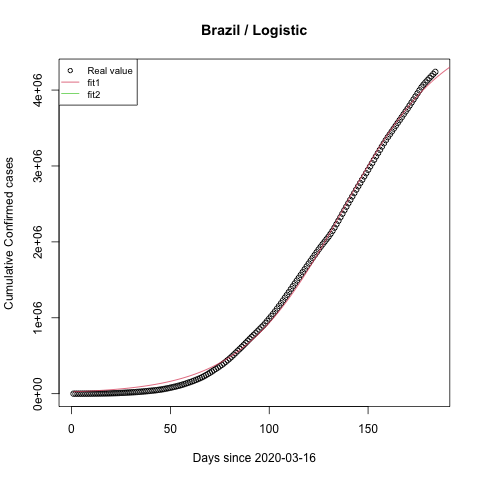 Brazil / Logistic
Real value
fit1
fit2
Cumulative Confirmed cases
4e+06
3e+06
2e+06
1e+06
0e+00
0 50 100 150
Days since 2020-03-16